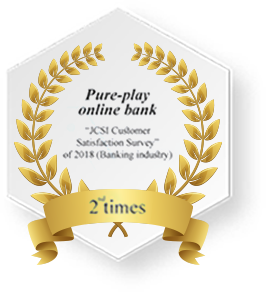 Pure-play
online bank
"JCSI Customer
Satisfaction Survey"
of 2018 (Banking industry)
2nd times